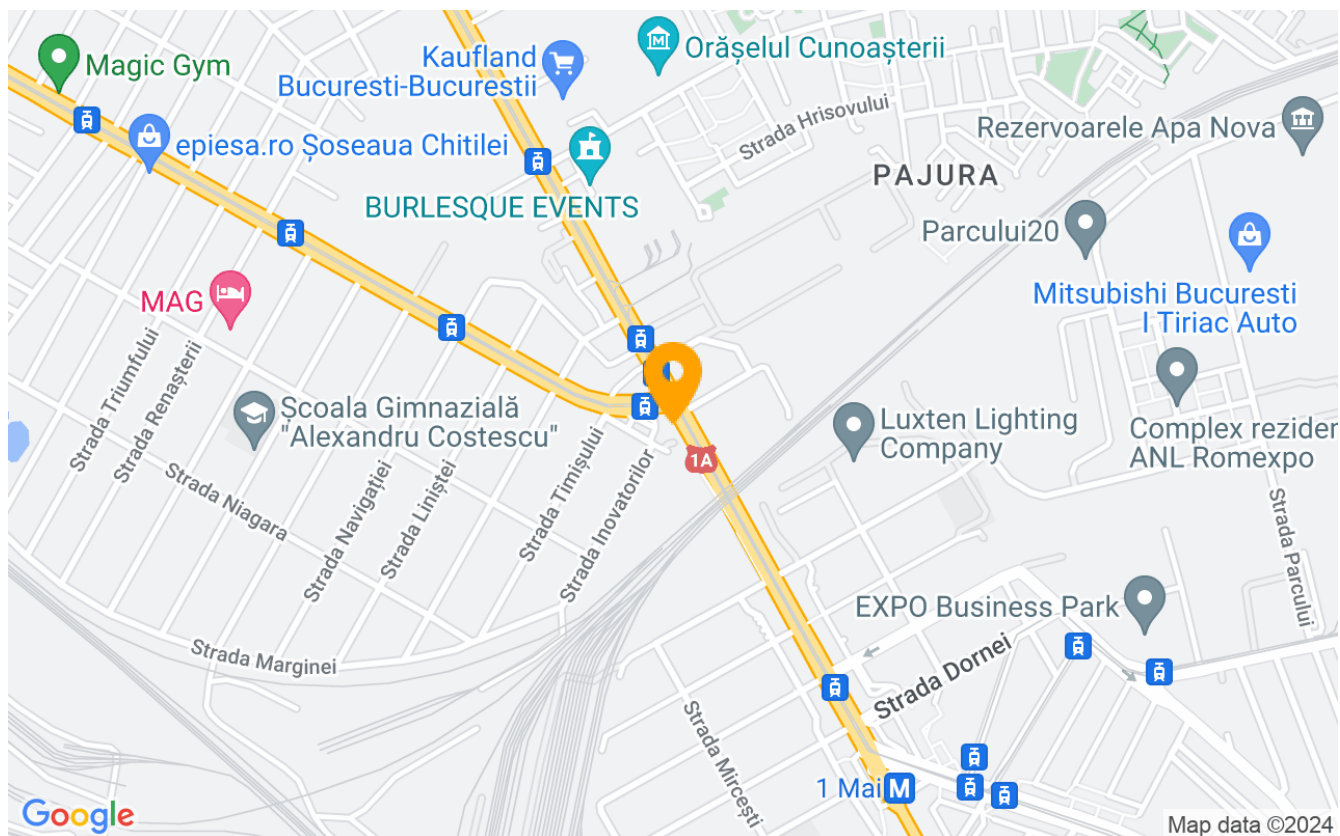 Magic Gym
Kaufland
Bucuresti-Bucurestii
Orășelul Cunoașterii
epiesa.ro Șoseaua Chitilei
Strada Hrisovului
Rezervoarele Apa Nova
BURLESQUE EVENTS
PAJURA
Parcului20
MAG
Mitsubishi Bucuresti
I Tiriac Auto
Strada Triumfului
Strada Renașterii
Școala Gimnazială
"Alexandru Costescu"
Luxten Lighting
Company
Complex rezider
ANL Romexpo
1A
Strada Niagara
Strada Navigației
Strada Liniștei
Strada Timișului
Strada Inovatorilor
Strada Parcului
EXPO Business Park
Strada Marginei
Strada Dornei
Strada Mircești
1 Mai M
Google
Map data ©2024